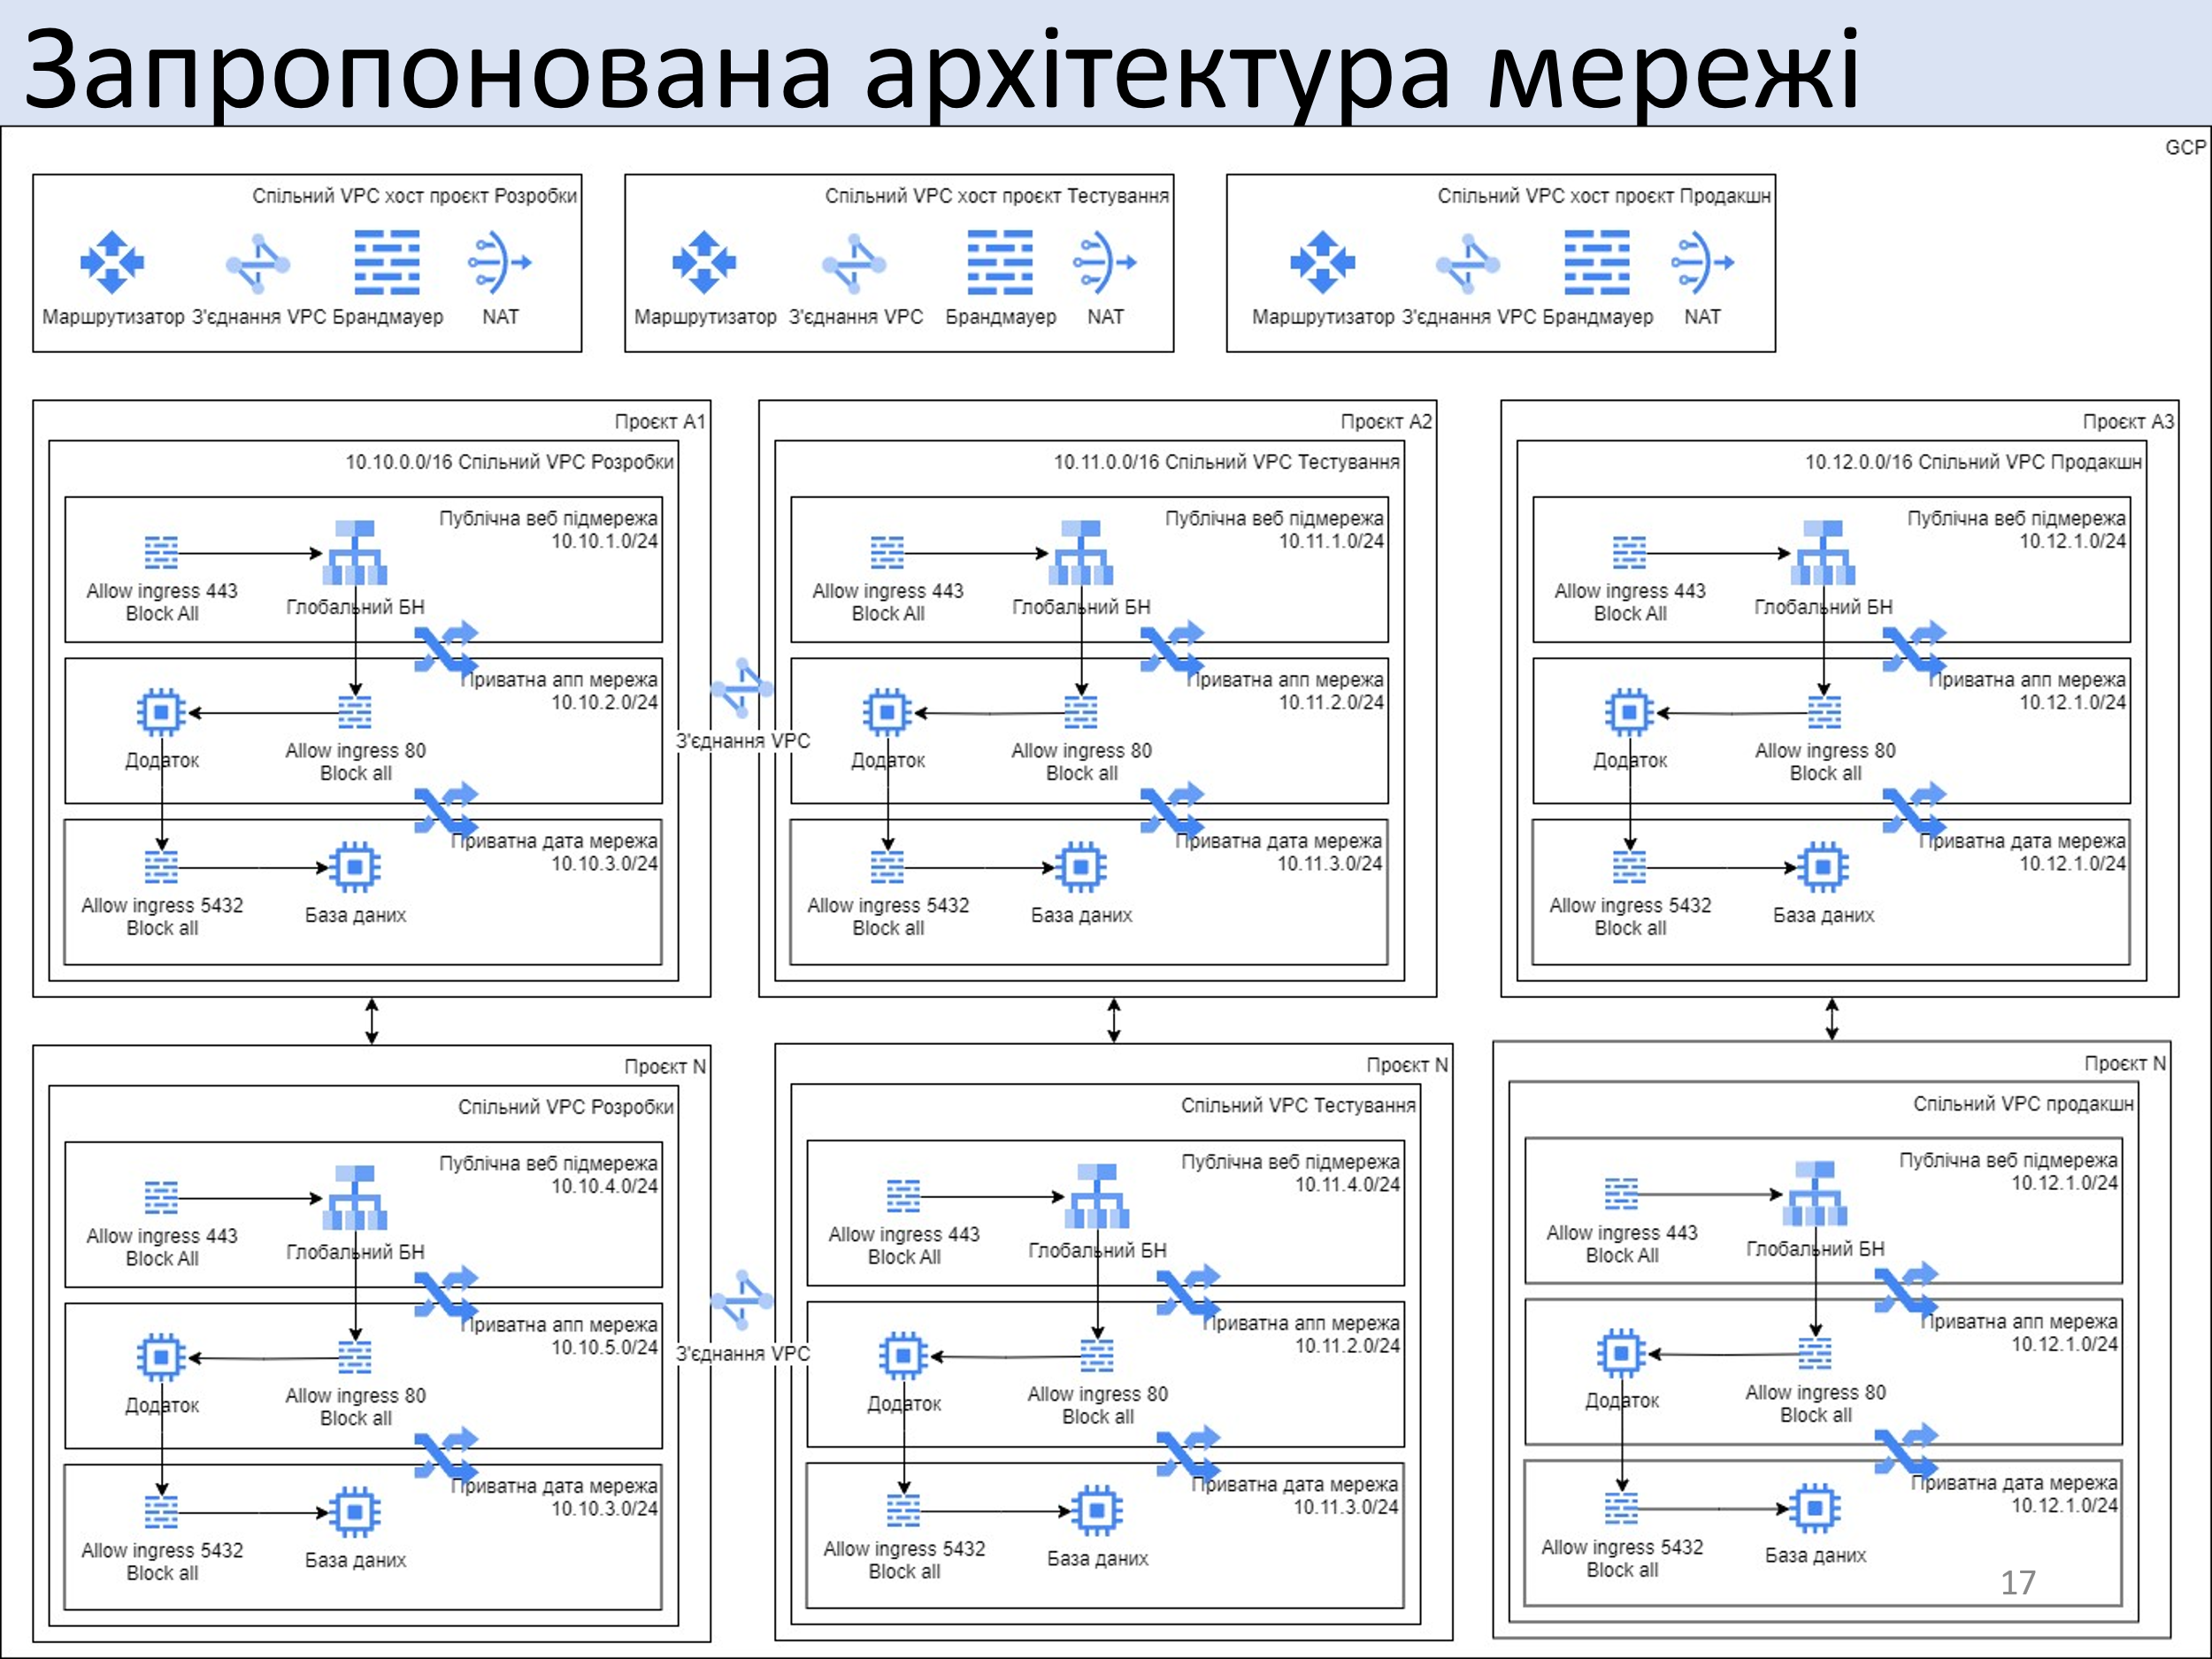 Запропонована архітектура мережі
GCP
Спільний VPC хост проєкт Розробки
Маршрутизатор
З'єднання VPC
Брандмауер
NAT
Спільний VPC хост проєкт Тестування
Маршрутизатор
З'єднання VPC
Брандмауер
NAT
Спільний VPC хост проєкт Продакшн
Маршрутизатор
З'єднання VPC
Брандмауер
NAT
Проєкт А1
10.10.0.0/16 Спільний VPC Розробки
Публічна веб підмережа
10.10.1.0/24
Allow ingress 443
Block All
Глобальний БН
Приватна апп мережа
10.10.2.0/24
Додаток
Allow ingress 80
Block all
Приватна дата мережа
10.10.3.0/24
Allow ingress 5432
Block all
База даних
З'єднання VPC
Проєкт А2
10.11.0.0/16 Спільний VPC Тестування
Публічна веб підмережа
10.11.1.0/24
Allow ingress 443
Block All
Глобальний БН
Приватна апп мережа
10.11.2.0/24
Додаток
Allow ingress 80
Block all
Приватна дата мережа
10.11.3.0/24
Allow ingress 5432
Block all
База даних
Проєкт А3
10.12.0.0/16 Спільний VPC Продакшн
Публічна веб підмережа
10.12.1.0/24
Allow ingress 443
Block All
Глобальний БН
Приватна апп мережа
10.12.1.0/24
Додаток
Allow ingress 80
Block all
Приватна дата мережа
10.12.1.0/24
Allow ingress 5432
Block all
База даних
Проєкт N
Спільний VPC Розробки
Публічна веб підмережа
10.10.4.0/24
Allow ingress 443
Block All
Глобальний БН
Приватна апп мережа
10.10.5.0/24
Додаток
Allow ingress 80
Block all
Приватна дата мережа
10.10.3.0/24
Allow ingress 5432
Block all
База даних
З'єднання VPC
Проєкт N
Спільний VPC Тестування
Публічна веб підмережа
10.11.4.0/24
Allow ingress 443
Block All
Глобальний БН
Приватна апп мережа
10.11.2.0/24
Додаток
Allow ingress 80
Block all
Приватна дата мережа
10.11.3.0/24
Allow ingress 5432
Block all
База даних
Проєкт N
Спільний VPC продакшн
Публічна веб підмережа
10.12.1.0/24
Allow ingress 443
Block All
Глобальний БН
Приватна апп мережа
10.12.1.0/24
Додаток
Allow ingress 80
Block all
Приватна дата мережа
10.12.1.0/24
Allow ingress 5432
Block all
База даних
17